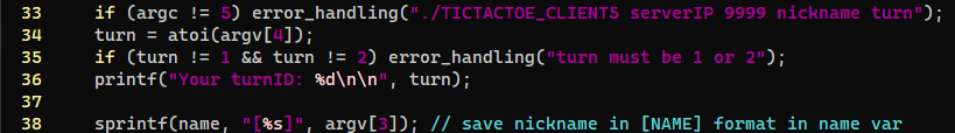 33 if (argc != 5) error_handling("./TICTACTOE_CLIENT5 serverIP 9999 nickname turn");
34 turn = atoi(argv[4]);
35 if (turn != 1 && turn != 2) error_handling("turn must be 1 or 2");
36 printf("Your turnID: %d\n\n", turn);
37
38 sprintf(name, "[%s]", argv[3]); // save nickname in [NAME] format in name var